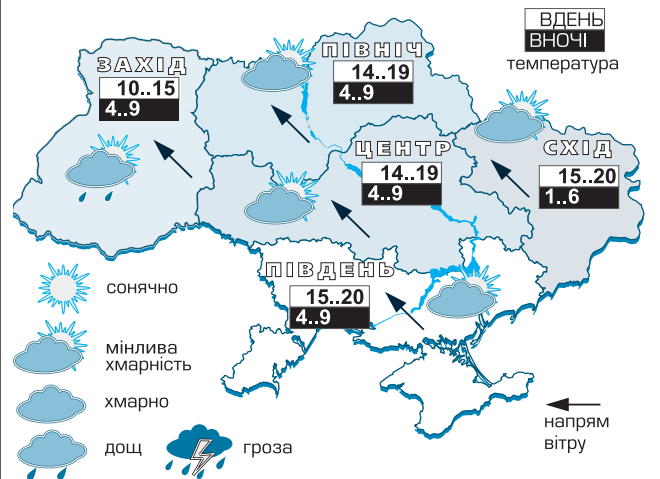 ВДЕНЬ
ВНОЧІ
температура
ПІВНІЧ
14..19
4..9
ЗАХІД
10..15
4..9
ЦЕНТР
14..19
4..9
СХІД
15..20
1..6
ПІВДЕНЬ
15..20
4..9
сонячно
мінлива
хмарність
хмарно
дощ
гроза
напрям
вітру